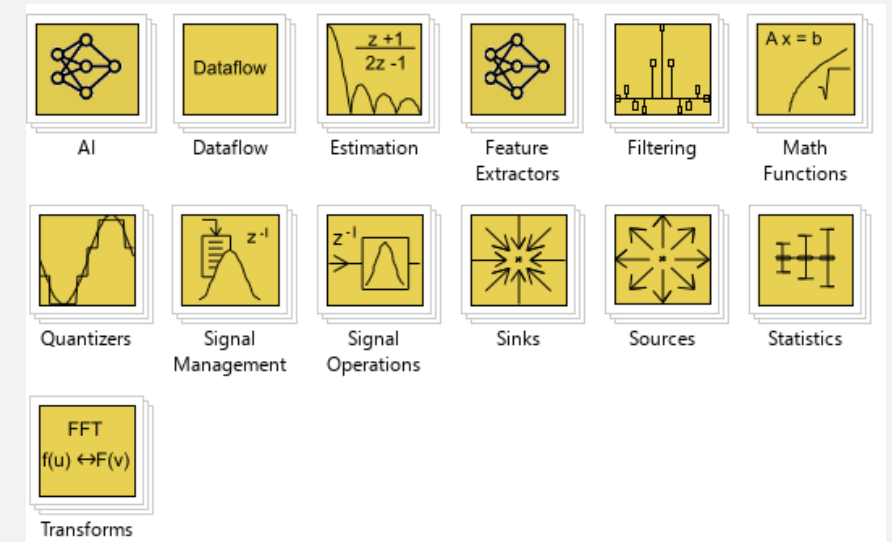 Dataflow
z +1
2z -1
A x = b
AI
Dataflow
Estimation
Feature
Extractors
Filtering
Math
Functions
z -1
z -1
Quantizers
Signal
Management
Signal
Operations
Sinks
Sources
Statistics
FFT
f(u) ↔F(v)
Transforms